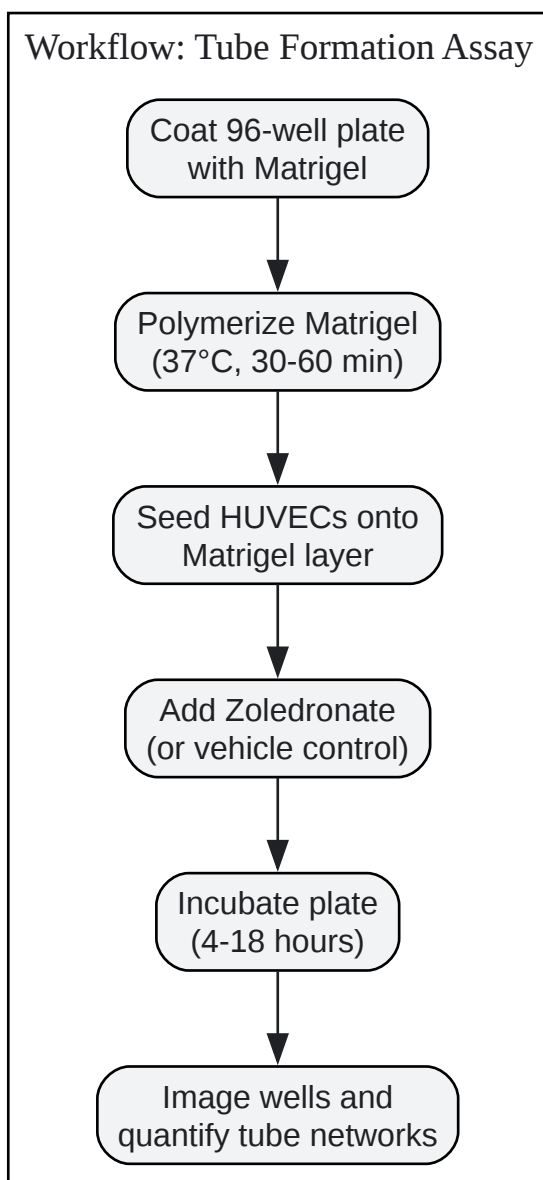 Workflow: Tube Formation Assay
Coat 96-well plate
with Matrigel
Polymerize Matrigel
(37°C, 30-60 min)
Seed HUVECs onto
Matrigel layer
Add Zoledronate
(or vehicle control)
Incubate plate
(4-18 hours)
Image wells and
quantify tube networks